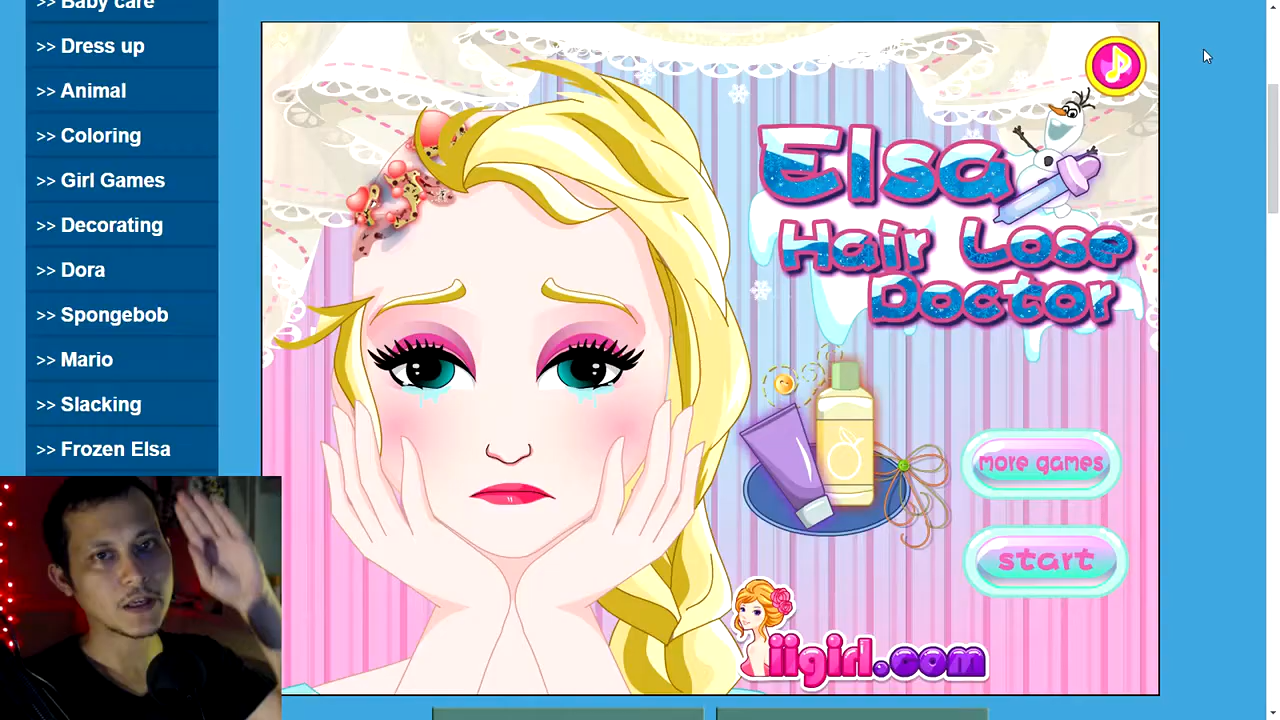 >> Baby care
>> Dress up
>> Animal
>> Coloring
>> Girl Games
>> Decorating
>> Dora
>> Spongebob
>> Mario
>> Slacking
>> Frozen Elsa
Elsa
Hair Lose
Doctor
more games
start
iigirl.com